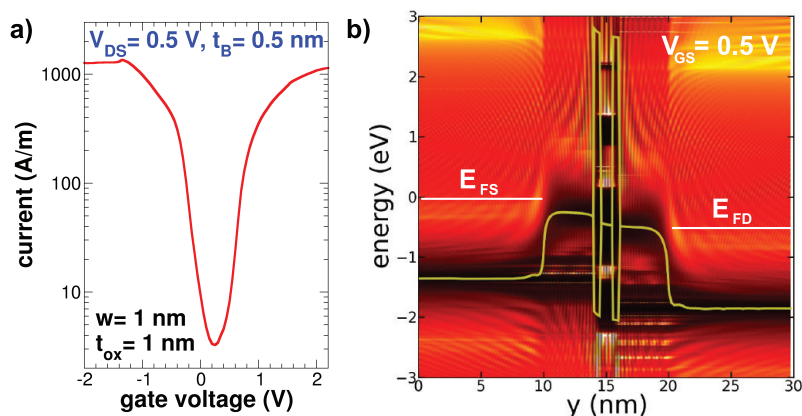 a)
V_DS= 0.5 V, t_B= 0.5 nm
1000
100
10
current (A/m)
w= 1 nm
t_ox= 1 nm
-2 -1 0 1 2
gate voltage (V)
b)
V_GS= 0.5 V
3
2
1
0
−1
−2
−3
energy (eV)
E_FS
E_FD
0 5 10 15 20 25 30
y (nm)